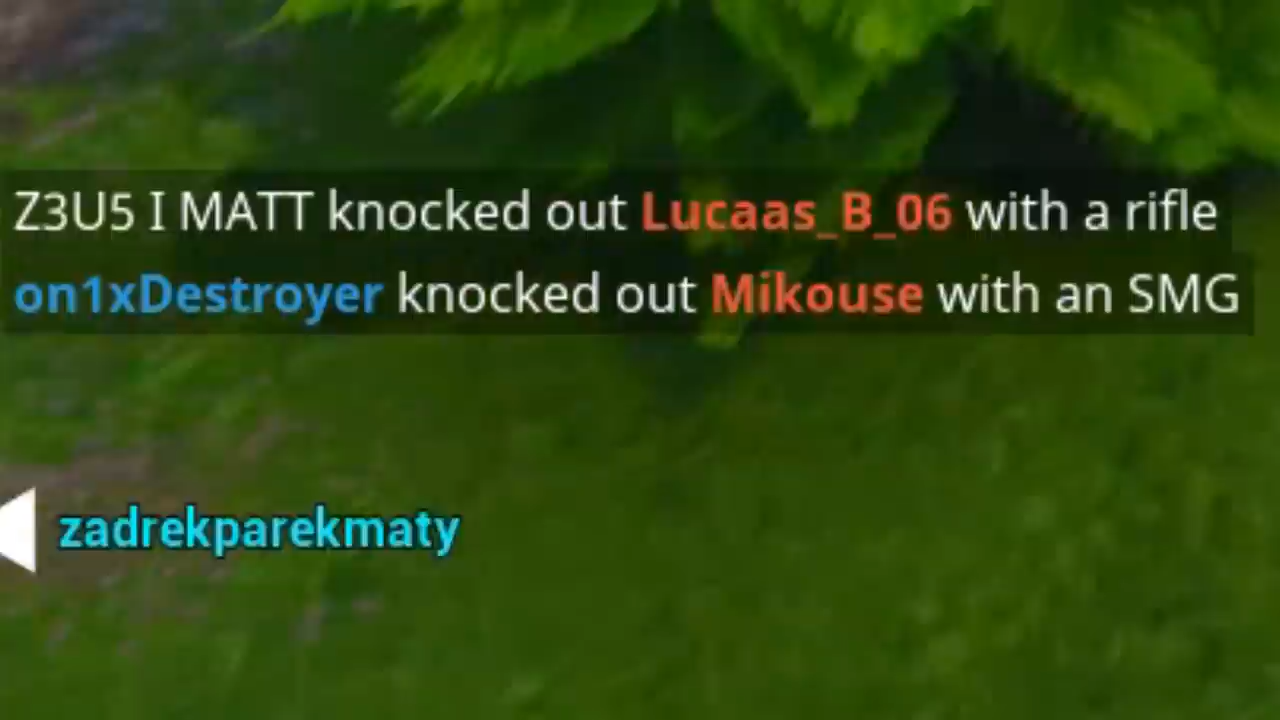 Z3U5 I MATT knocked out Lucaas_B_06 with a rifle
on1xDestroyer knocked out Mikouse with an SMG
zadrekparekmaty